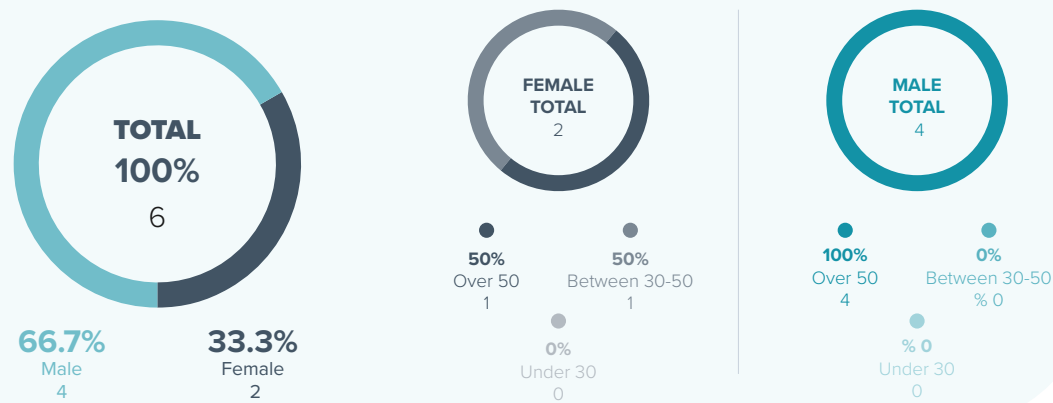 TOTAL
100%
6
66.7%
Male
4
33.3%
Female
2
FEMALE
TOTAL
2
50%
Over 50
1
50%
Between 30-50
1
0%
Under 30
0
MALE
TOTAL
4
100%
Over 50
4
0%
Between 30-50
% 0
% 0
Under 30
0